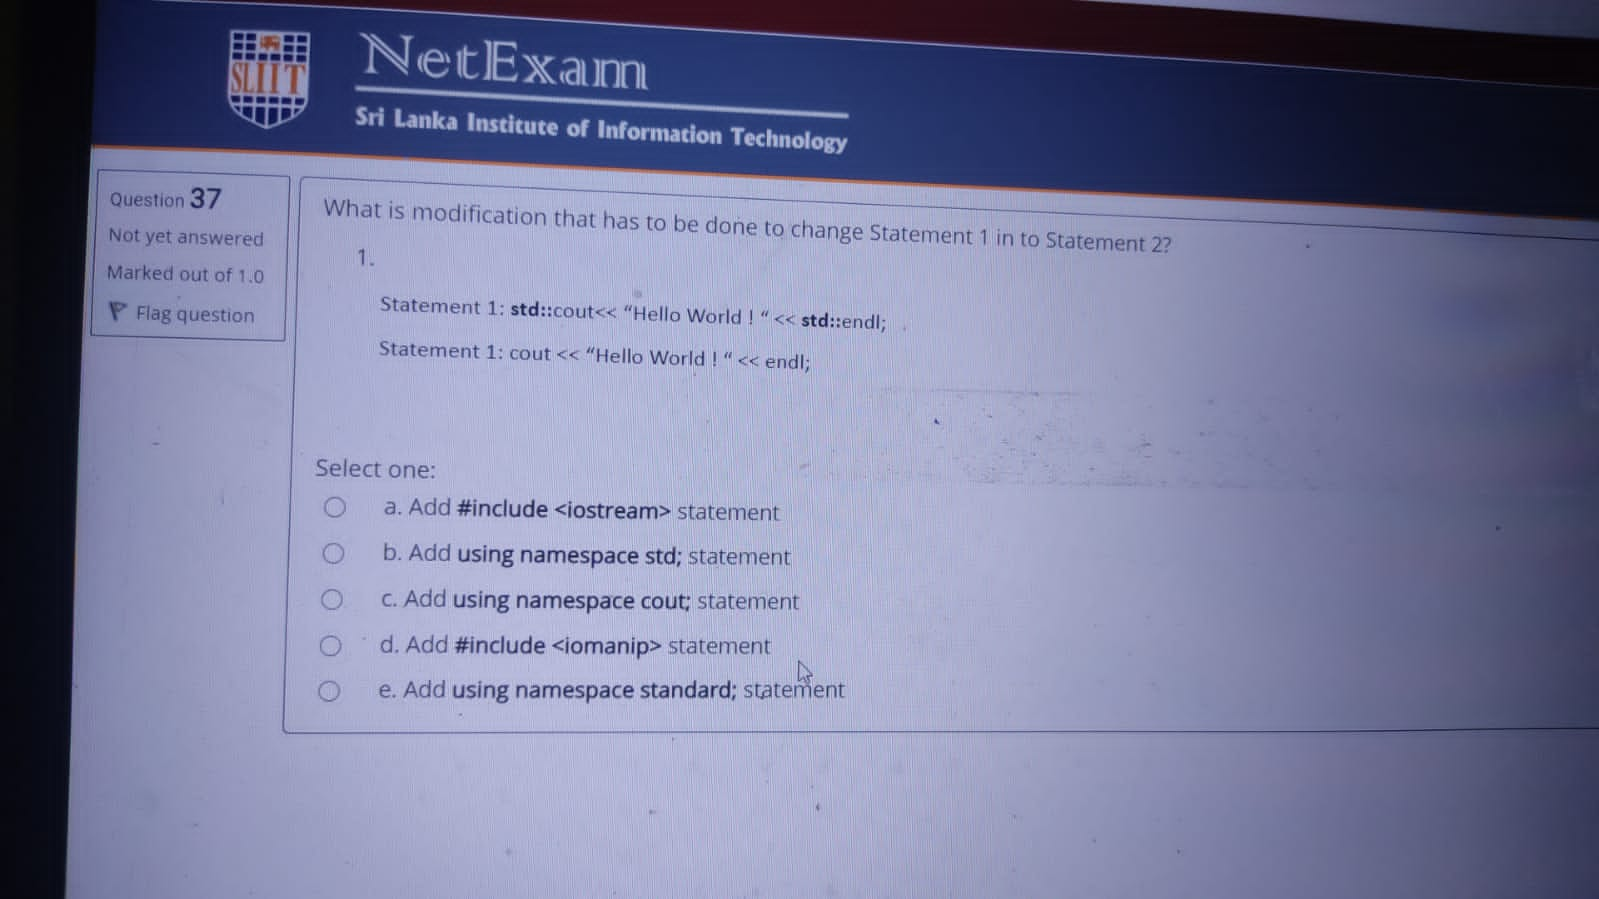 SLIIT
NetExam
Sri Lanka Institute of Information Technology
Question 37
Not yet answered
Marked out of 1.0
Flag question
What is modification that has to be done to change Statement 1 in to Statement 2?
1.
Statement 1: std::cout<< “Hello World ! “ << std::endl;
Statement 1: cout << “Hello World ! “ << endl;
Select one:
a. Add #include <iostream> statement
b. Add using namespace std; statement
c. Add using namespace cout; statement
d. Add #include <iomanip> statement
e. Add using namespace standard; statement